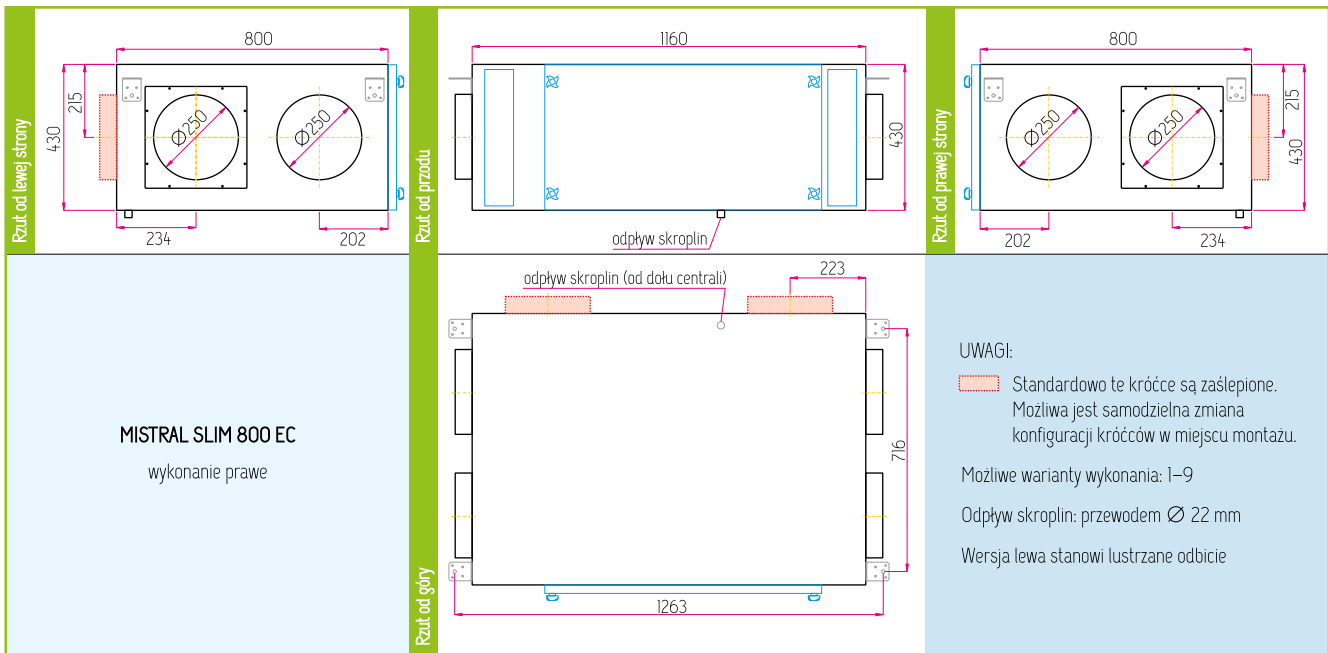 Rzut od lewej strony
800
215
430
Ø250
Ø250
234
202
Rzut od przodu
1160
430
odpływ skroplin
Rzut od prawej strony
800
215
430
Ø250
Ø250
202
234
MISTRAL SLIM 800 EC
wykonanie prawe
Rzut od góry
odpływ skroplin (od dołu centrali)
223
716
1263
UWAGI:
Standardowo te króćce są zaślepione.
Możliwa jest samodzielna zmiana
konfiguracji króćców w miejscu montażu.
Możliwe warianty wykonania: 1–9
Odpływ skroplin: przewodem Ø 22 mm
Wersja lewa stanowi lustrzane odbicie